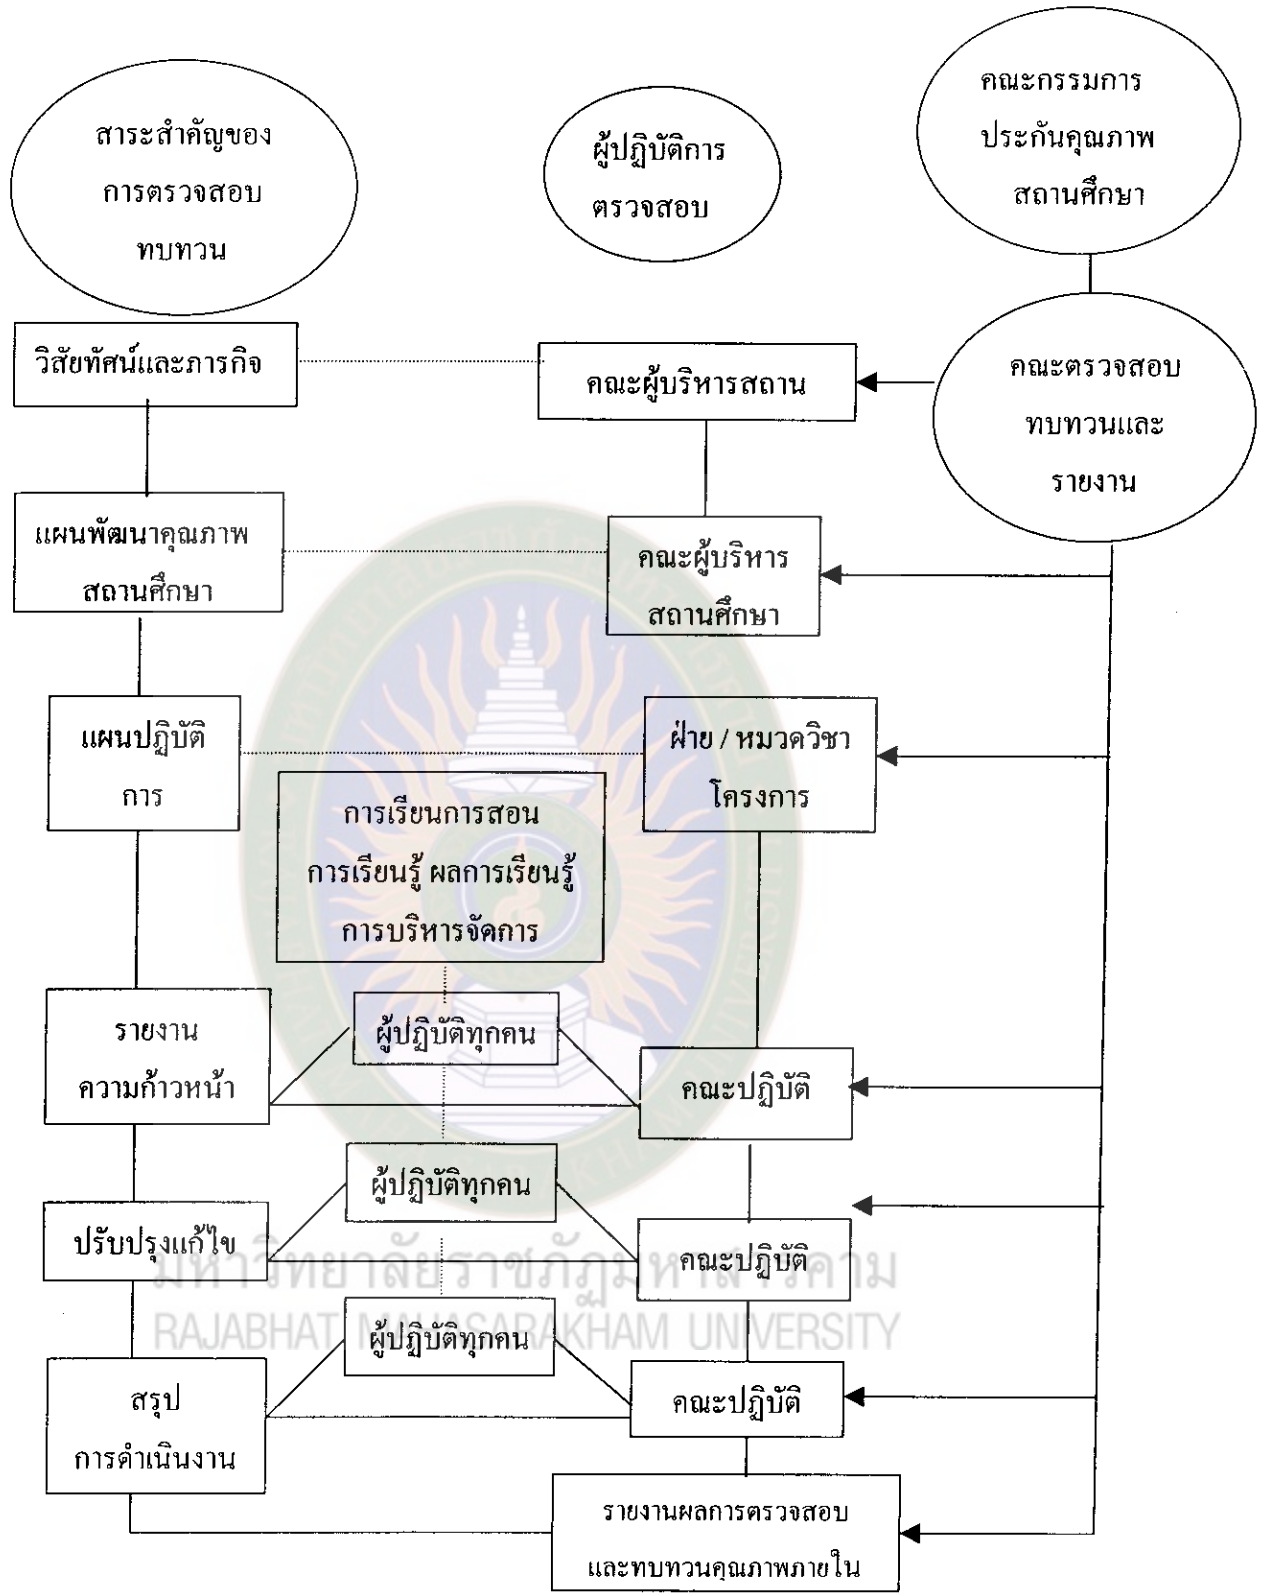 สาระสำคัญของ
การตรวจสอบ
ทบทวน
ผู้ปฏิบัติการ
ตรวจสอบ
คณะกรรมการ
ประกันคุณภาพ
สถานศึกษา
วิสัยทัศน์และภารกิจ
คณะผู้บริหารสถาน
คณะตรวจสอบ
ทบทวนและ
รายงาน
แผนพัฒนาคุณภาพ
สถานศึกษา
คณะผู้บริหาร
สถานศึกษา
แผนปฏิบัติ
การ
ฝ่าย / หมวดวิชา
โครงการ
การเรียนการสอน
การเรียนรู้ ผลการเรียนรู้
การบริหารจัดการ
รายงาน
ความก้าวหน้า
ผู้ปฏิบัติทุกคน
คณะปฏิบัติ
ผู้ปฏิบัติทุกคน
ปรับปรุงแก้ไข
คณะปฏิบัติ
มหาวิทยาลัยราชภัฏมหาสารคาม
RAJABHAT MAHASARAKHAM UNIVERSITY
ผู้ปฏิบัติทุกคน
สรุป
การดำเนินงาน
คณะปฏิบัติ
รายงานผลการตรวจสอบ
และทบทวนคุณภาพภายใน